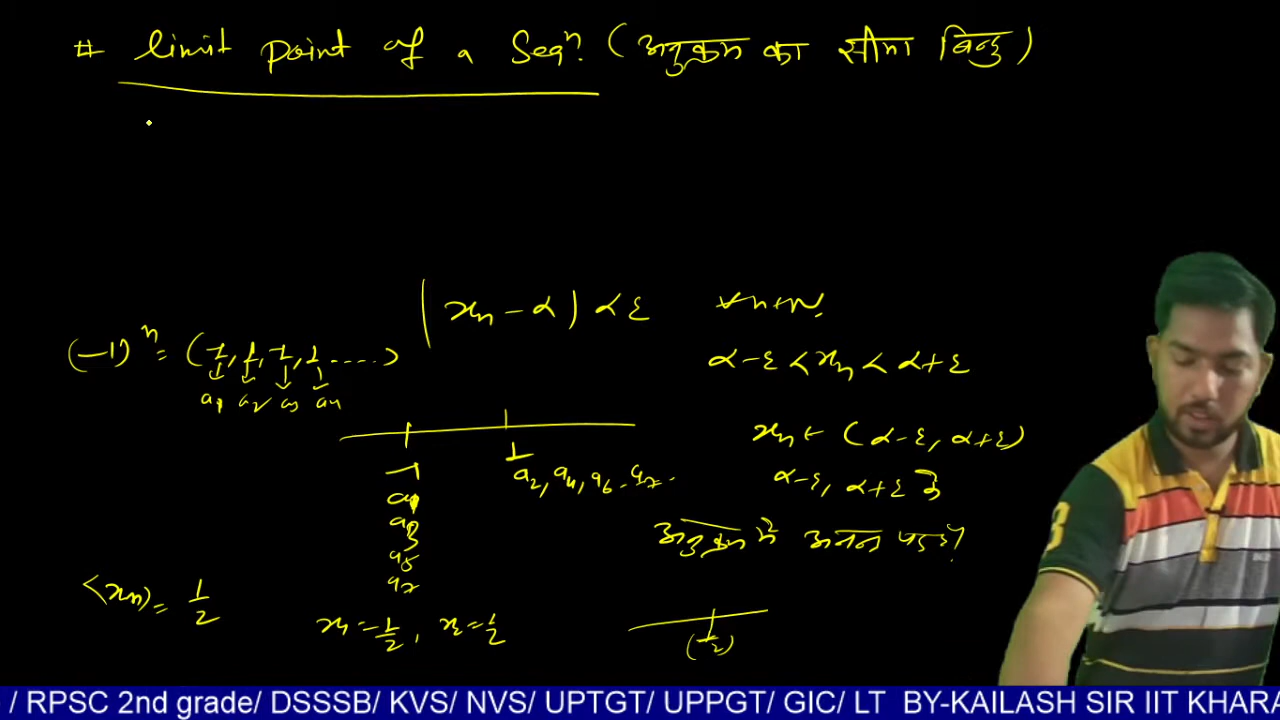 # limit point of a Seqⁿ. (अनुक्रम का सीमा बिन्दु)
|xₙ - α| < ε ∀ n ∈ N.
(-1)ⁿ = (-1, 1, -1, 1, ....)
a₁ a₂ a₃ a₄
α-ε < xₙ < α+ε
xₙ ∈ (α-ε, α+ε)
-1 1
a₂, a₄, a₆
α-ε, α+ε के
a₁
a₃
a₅
a₇
अनुक्रम में अनन्त पद है।
<xₙ> = 1/2
x₁ = 1/2, x₂ = 1/2
(1/2)
/ RPSC 2nd grade/ DSSSB/ KVS/ NVS/ UPTGT/ UPPGT/ GIC/ LT BY-KAILASH SIR IIT KHARA